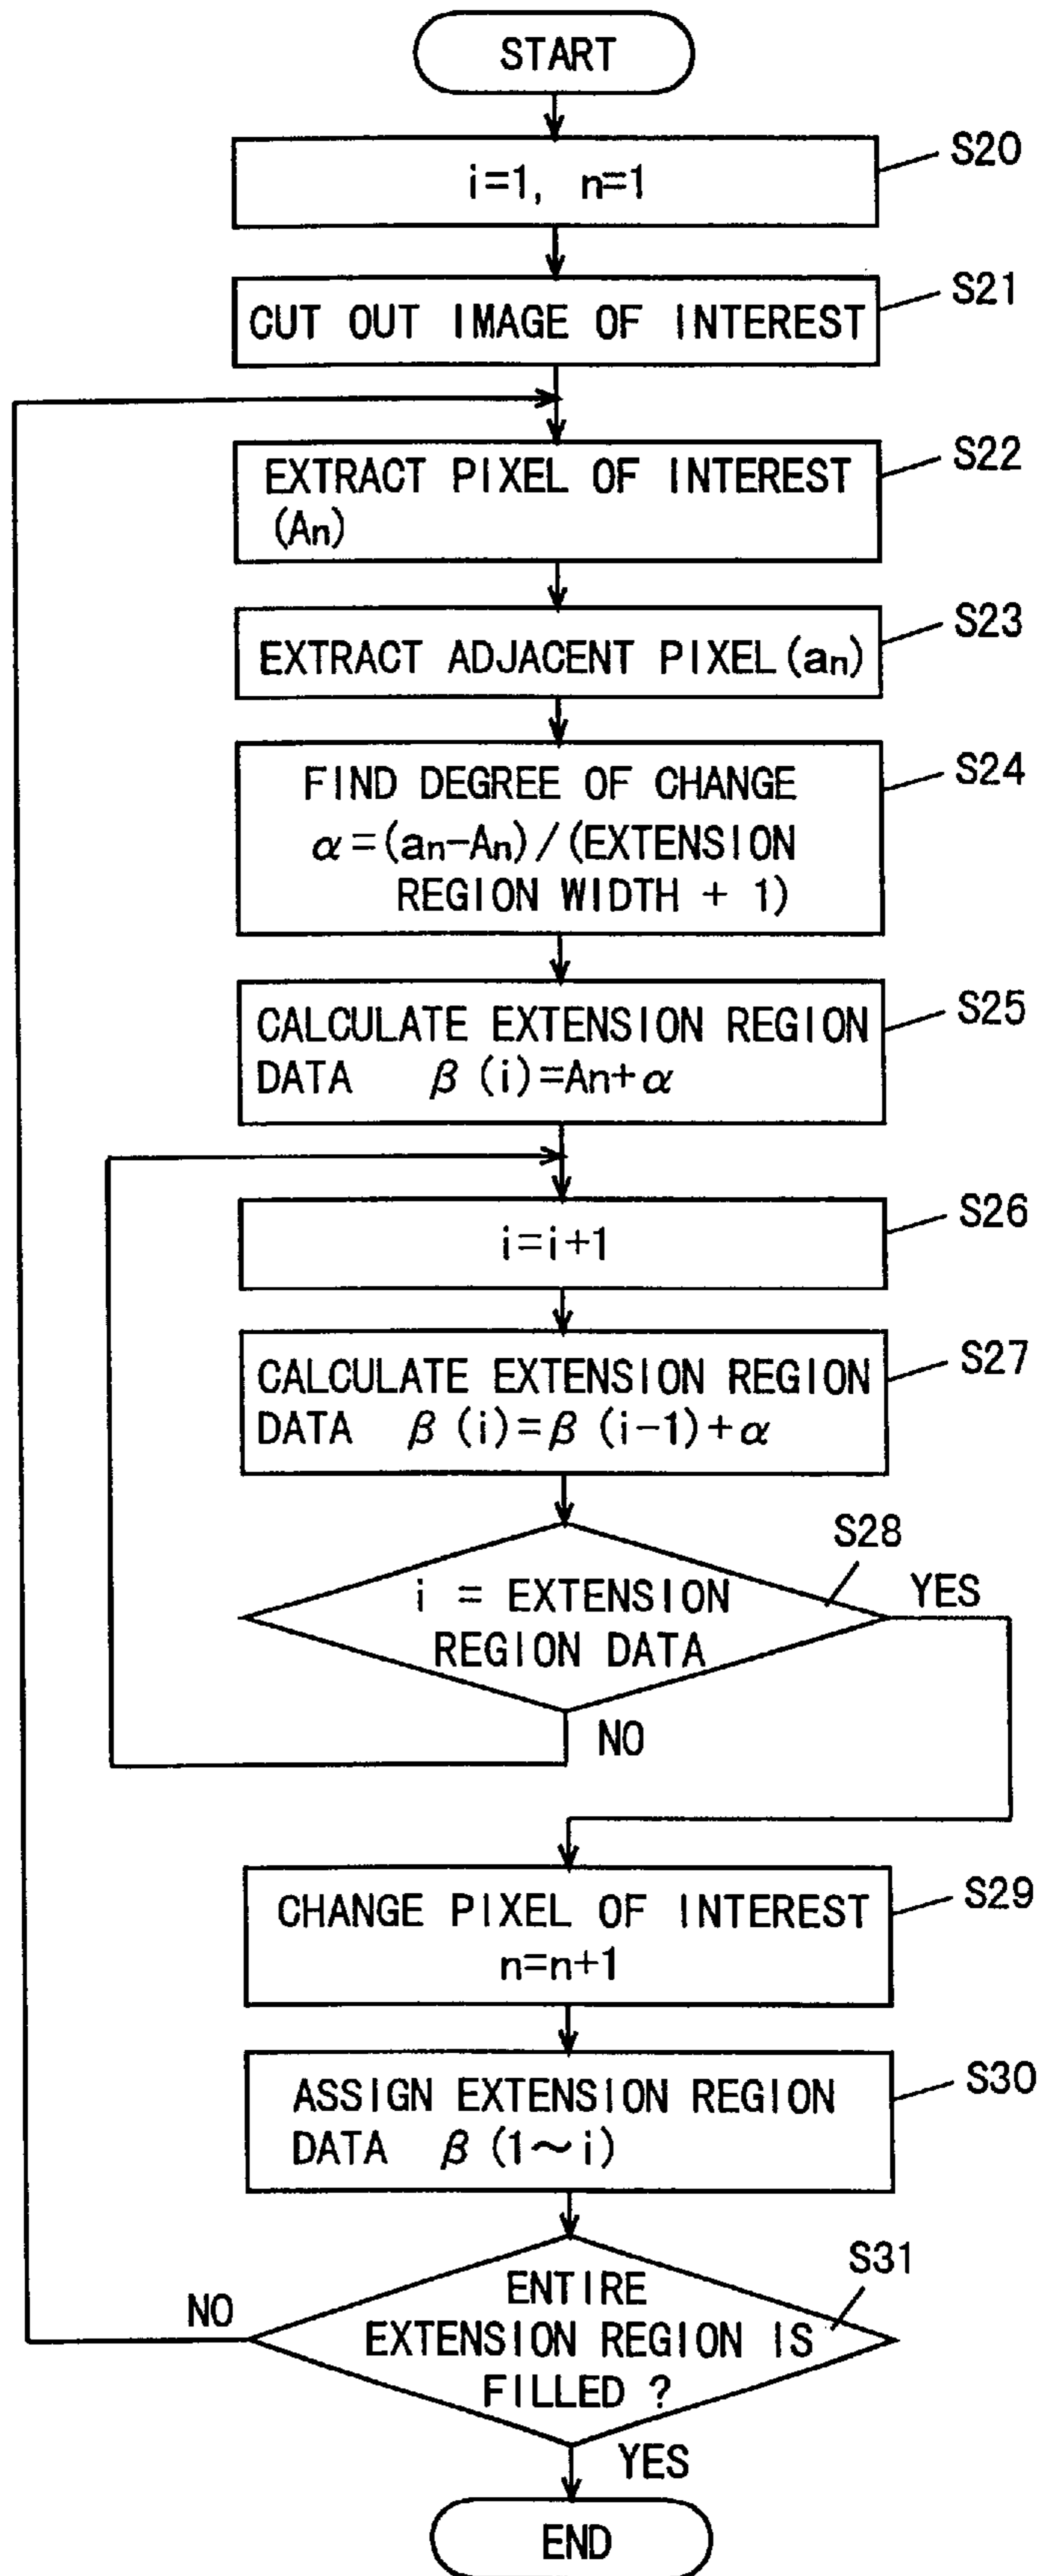 START
S20
i=1, n=1
S21
CUT OUT IMAGE OF INTEREST
S22
EXTRACT PIXEL OF INTEREST
(An)
S23
EXTRACT ADJACENT PIXEL(an)
S24
FIND DEGREE OF CHANGE
α=(an-An)/(EXTENSION
REGION WIDTH + 1)
S25
CALCULATE EXTENSION REGION
DATA β(i)=An+α
S26
i=i+1
S27
CALCULATE EXTENSION REGION
DATA β(i)=β(i-1)+α
S28
i = EXTENSION
REGION DATA
YES
NO
S29
CHANGE PIXEL OF INTEREST
n=n+1
S30
ASSIGN EXTENSION REGION
DATA β(1~i)
S31
ENTIRE
EXTENSION REGION IS
FILLED ?
NO
YES
END